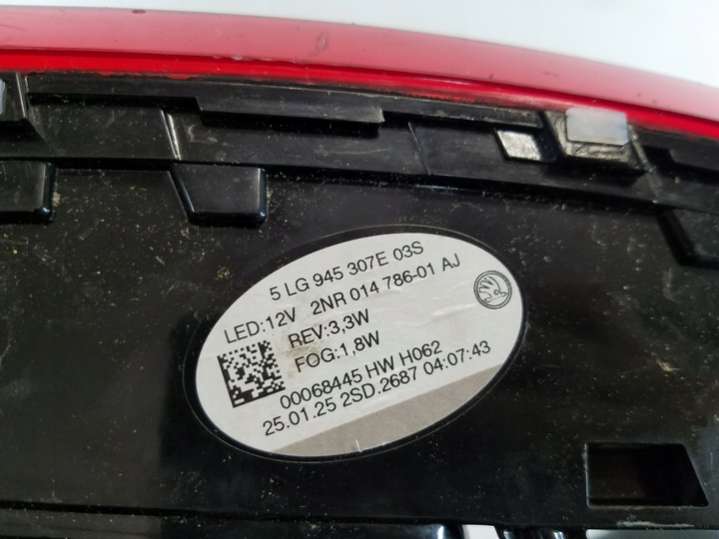 5 LG 945 307E 03S
LED:12V 2NR 014 786-01 AJ
REV:3,3W
FOG:1,8W
00068445 HW H062
25.01.25 2SD.2687 04:07:43